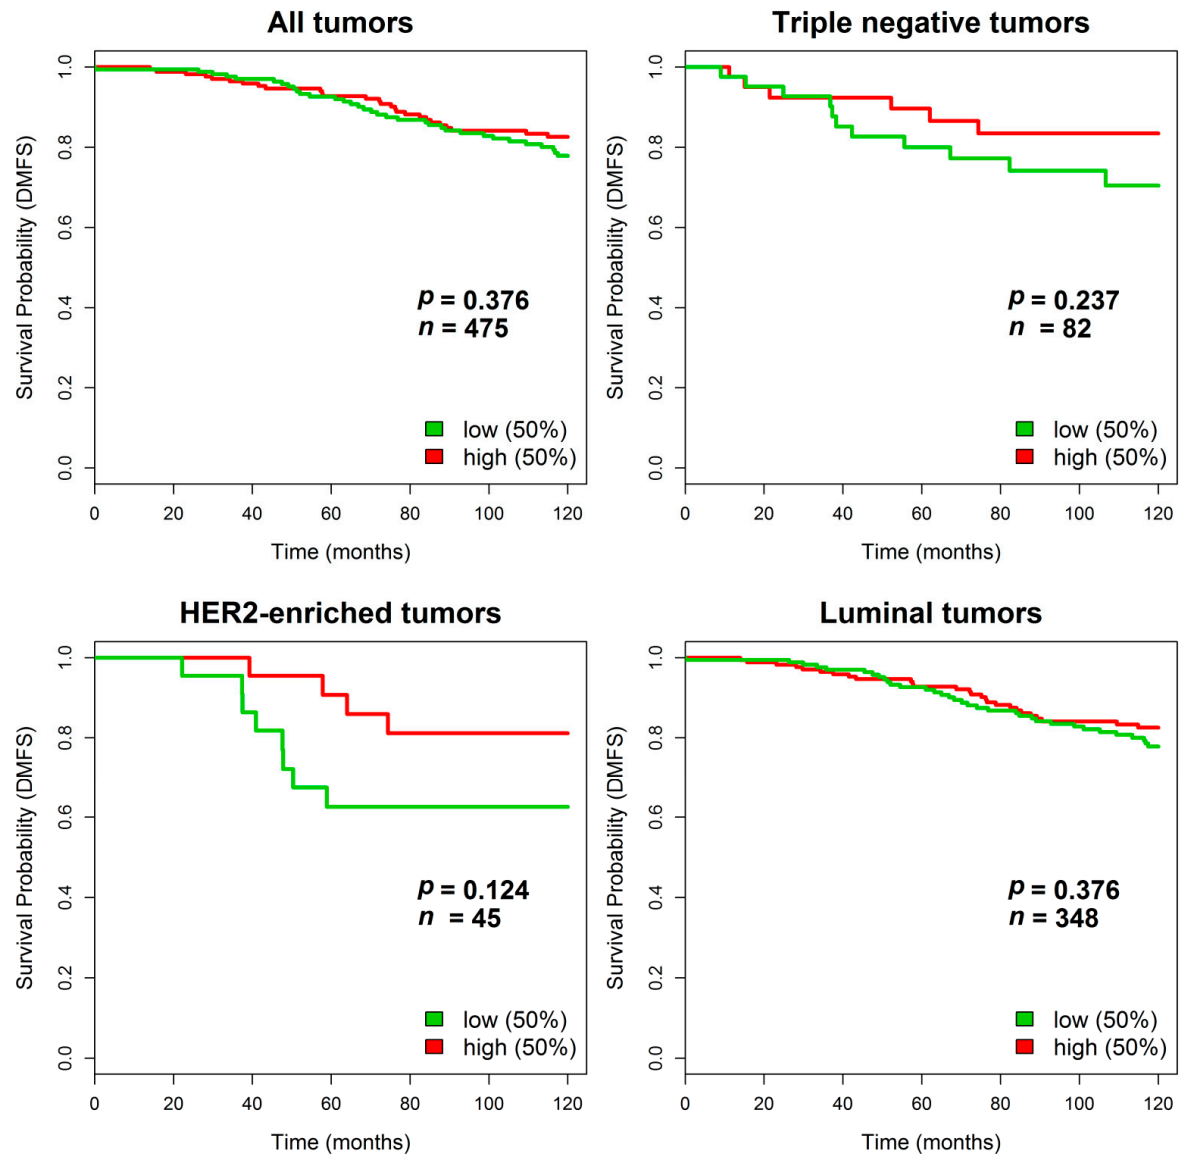 All tumors
Survival Probability (DMFS)
1.0
0.8
0.6
0.4
0.2
0.0
p = 0.376
n = 475
low (50%)
high (50%)
0 20 40 60 80 100 120
Time (months)
Triple negative tumors
Survival Probability (DMFS)
1.0
0.8
0.6
0.4
0.2
0.0
p = 0.237
n = 82
low (50%)
high (50%)
0 20 40 60 80 100 120
Time (months)
HER2-enriched tumors
Survival Probability (DMFS)
1.0
0.8
0.6
0.4
0.2
0.0
p = 0.124
n = 45
low (50%)
high (50%)
0 20 40 60 80 100 120
Time (months)
Luminal tumors
Survival Probability (DMFS)
1.0
0.8
0.6
0.4
0.2
0.0
p = 0.376
n = 348
low (50%)
high (50%)
0 20 40 60 80 100 120
Time (months)